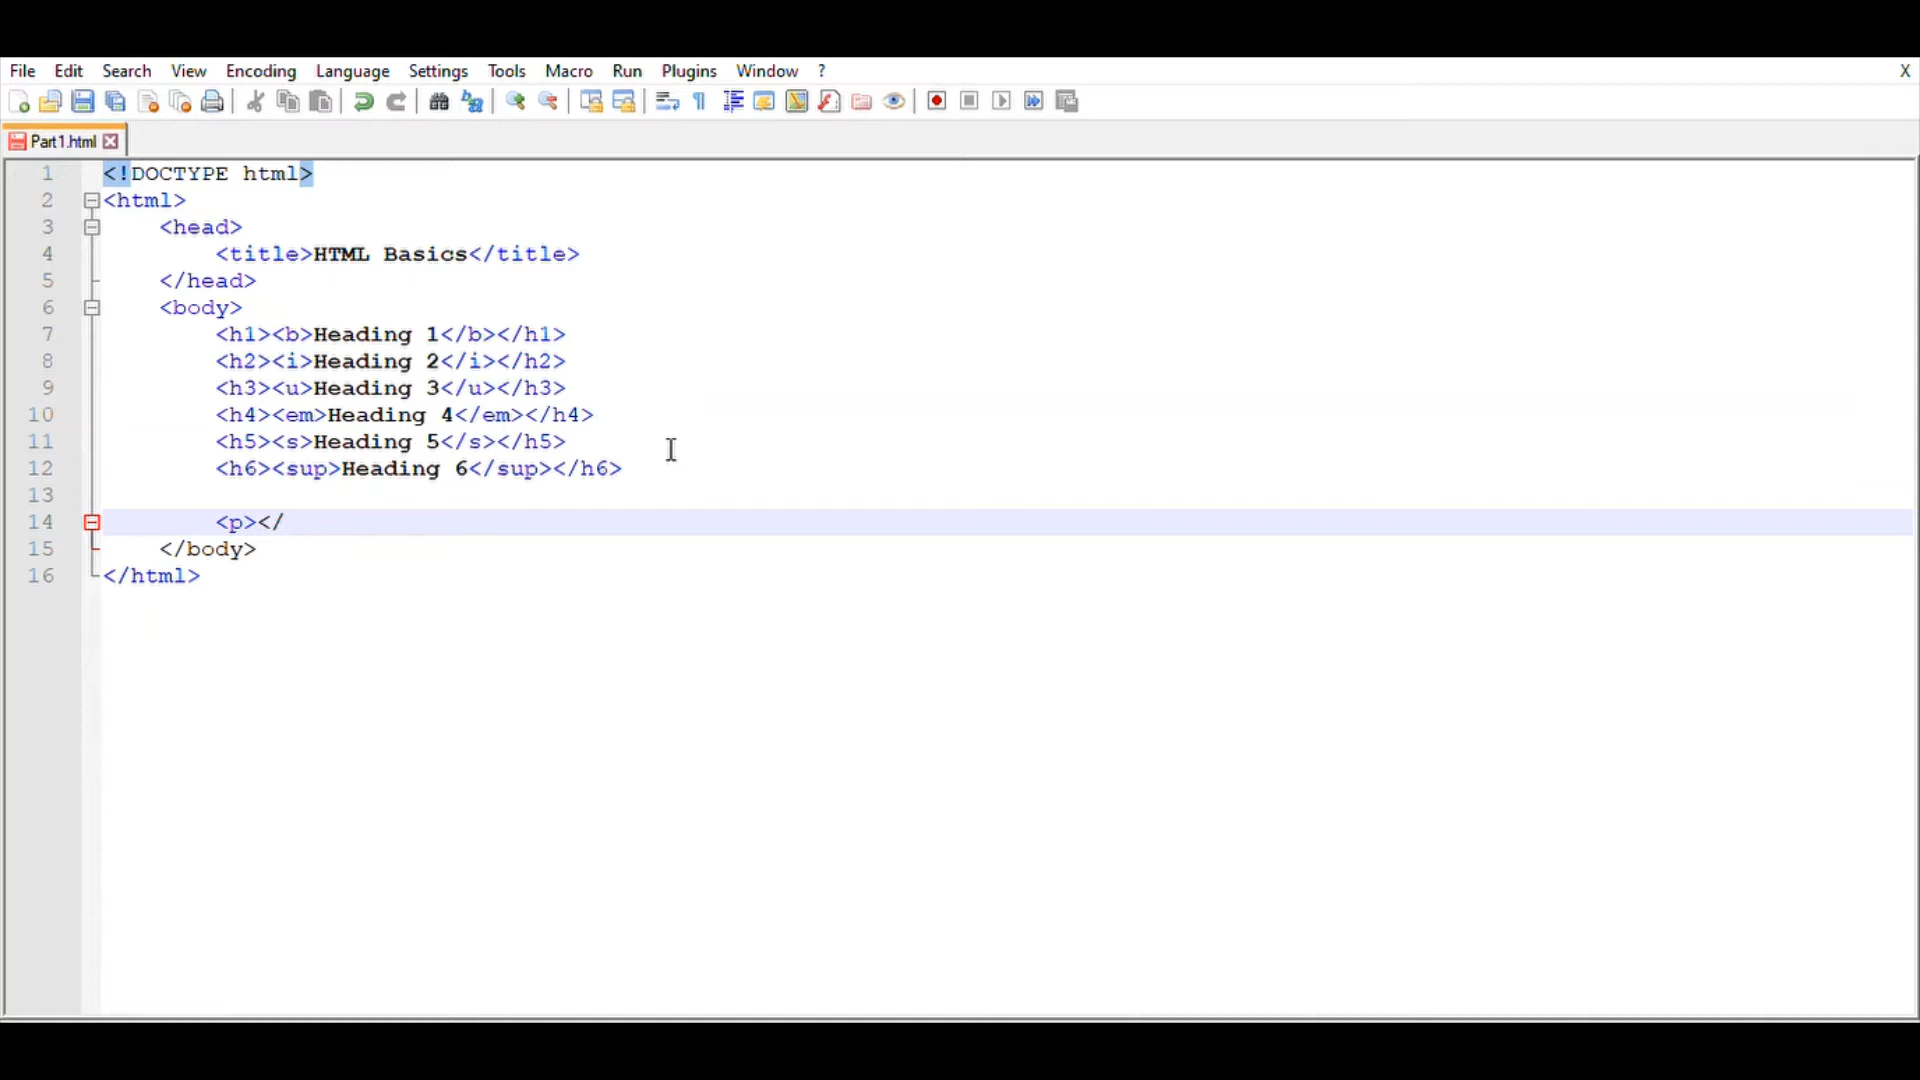 File Edit Search View Encoding Language Settings Tools Macro Run Plugins Window ? X
Part1.html
1 <!DOCTYPE html>
2 <html>
3 <head>
4 <title>HTML Basics</title>
5 </head>
6 <body>
7 <h1><b>Heading 1</b></h1>
8 <h2><i>Heading 2</i></h2>
9 <h3><u>Heading 3</u></h3>
10 <h4><em>Heading 4</em></h4>
11 <h5><s>Heading 5</s></h5>
12 <h6><sup>Heading 6</sup></h6>
13
14 <p></
15 </body>
16 </html>